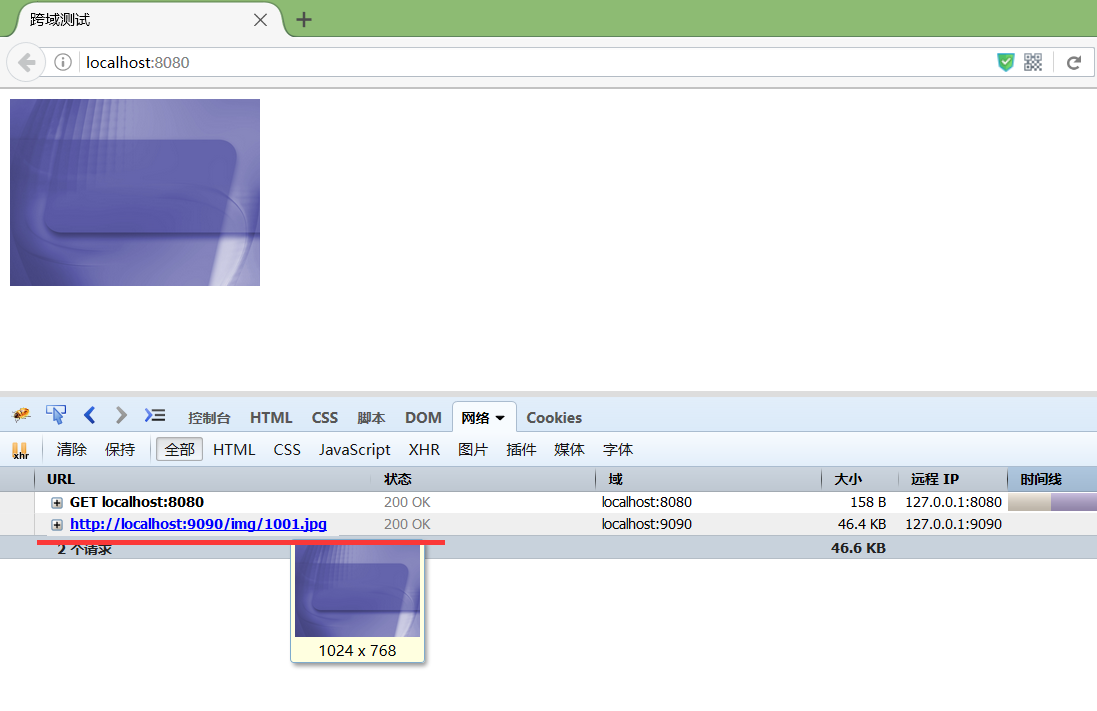 跨域测试
localhost:8080
控制台 HTML CSS 脚本 DOM 网络 Cookies
xhr 清除 保持 全部 HTML CSS JavaScript XHR 图片 插件 媒体 字体
URL 状态 域 大小 远程 IP 时间线
GET localhost:8080 200 OK localhost:8080 158 B 127.0.0.1:8080
http://localhost:9090/img/1001.jpg 200 OK localhost:9090 46.4 KB 127.0.0.1:9090
2 个请求 46.6 KB
1024 x 768